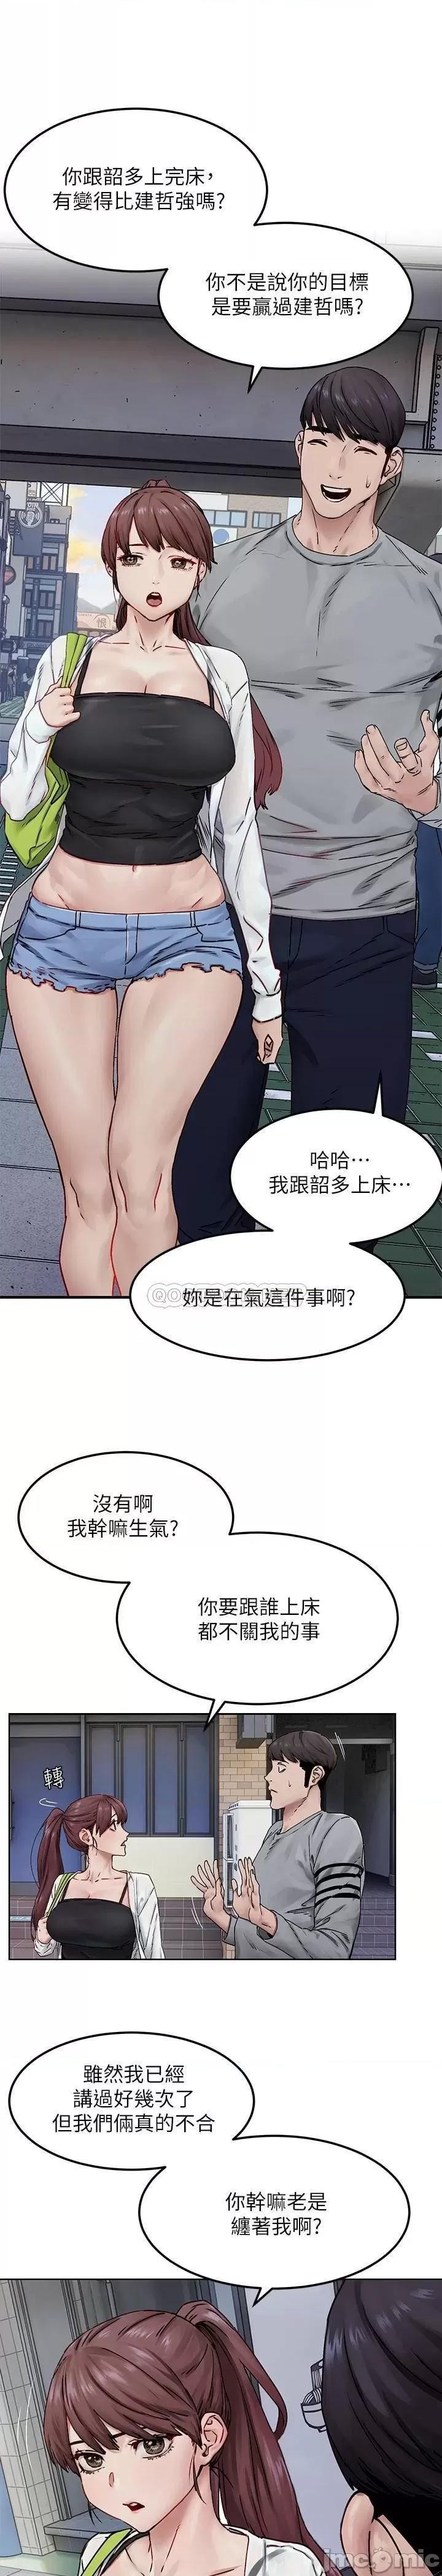 你跟韶多上完床，
有變得比建哲強嗎?
你不是說你的目標
是要贏過建哲嗎?
恨
哈哈⋯
我跟韶多上床⋯
妳是在氣這件事啊?
沒有啊
我幹嘛生氣?
你要跟誰上床
都不關我的事
轉
雖然我已經
講過好幾次了
但我們倆真的不合
你幹嘛老是
纏著我啊?
jmcomic